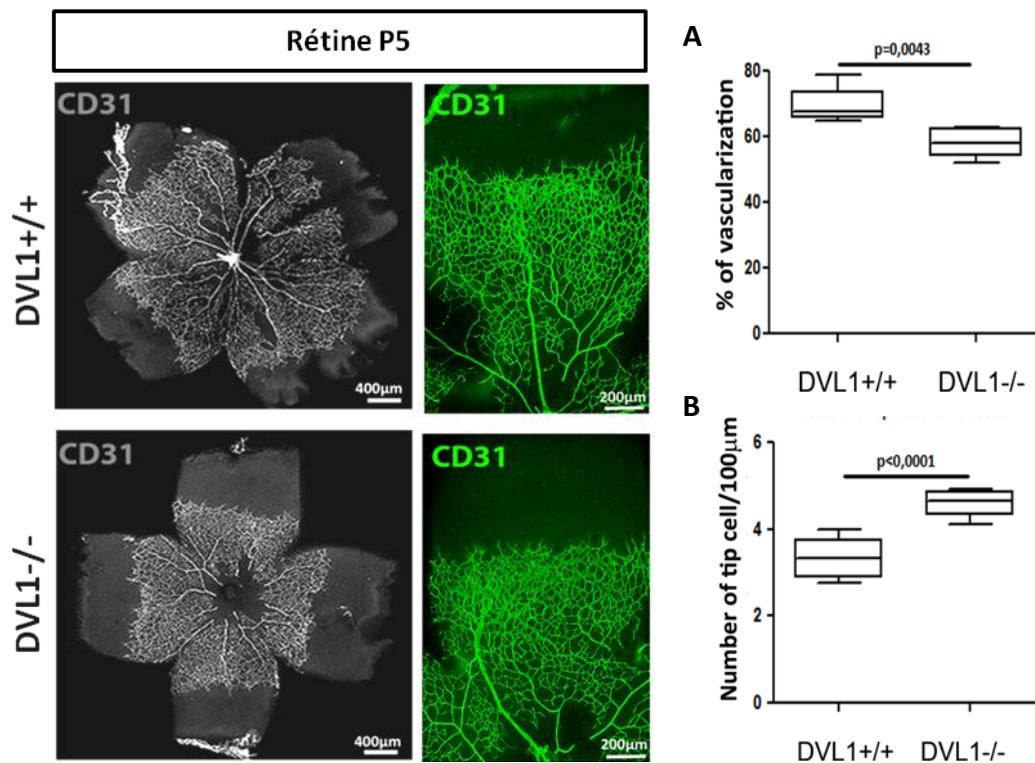 Rétine P5
DVL1+/+
CD31
400µm
CD31
200µm
DVL1-/-
CD31
400µm
CD31
200µm
A
p=0,0043
% of vascularization
80
60
40
20
0
DVL1+/+ DVL1-/-
B
p<0,0001
Number of tip cell/100µm
6
4
2
0
DVL1+/+ DVL1-/-